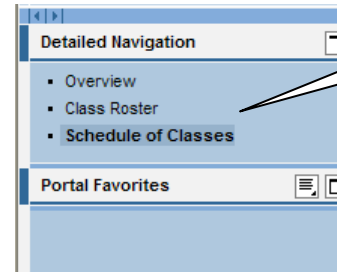 Detailed Navigation
Overview
Class Roster
Schedule of Classes
Portal Favorites